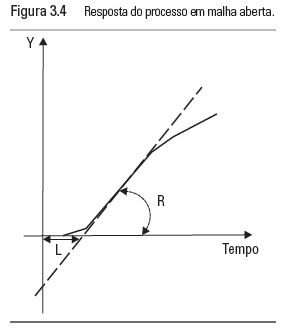 Figura 3.4 Resposta do processo em malha aberta.
Y
R
L
Tempo